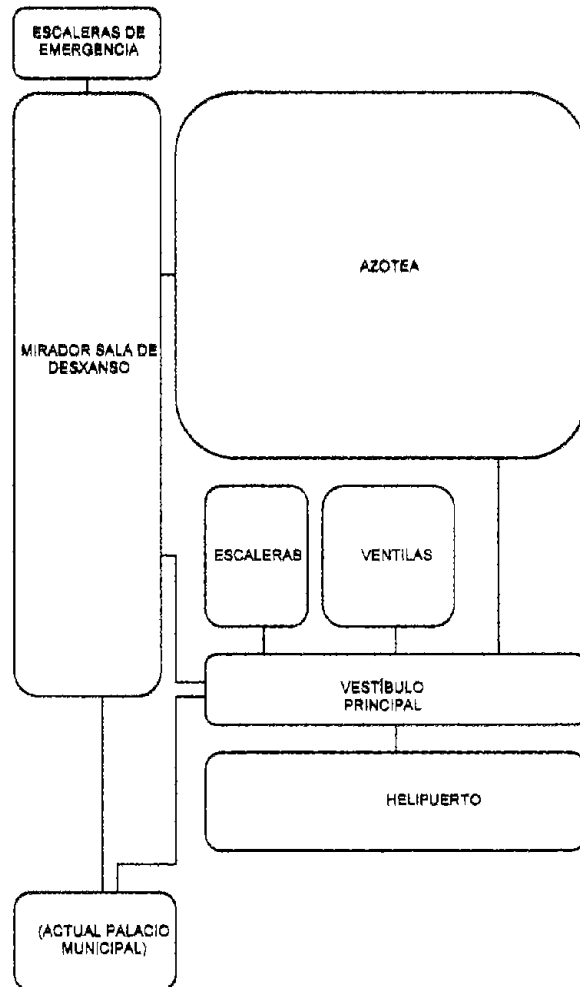 ESCALERAS DE
EMERGENCIA
AZOTEA
MIRADOR SALA DE
DESXANSO
ESCALERAS
VENTILAS
VESTÍBULO
PRINCIPAL
HELIPUERTO
(ACTUAL PALACIO
MUNICIPAL)